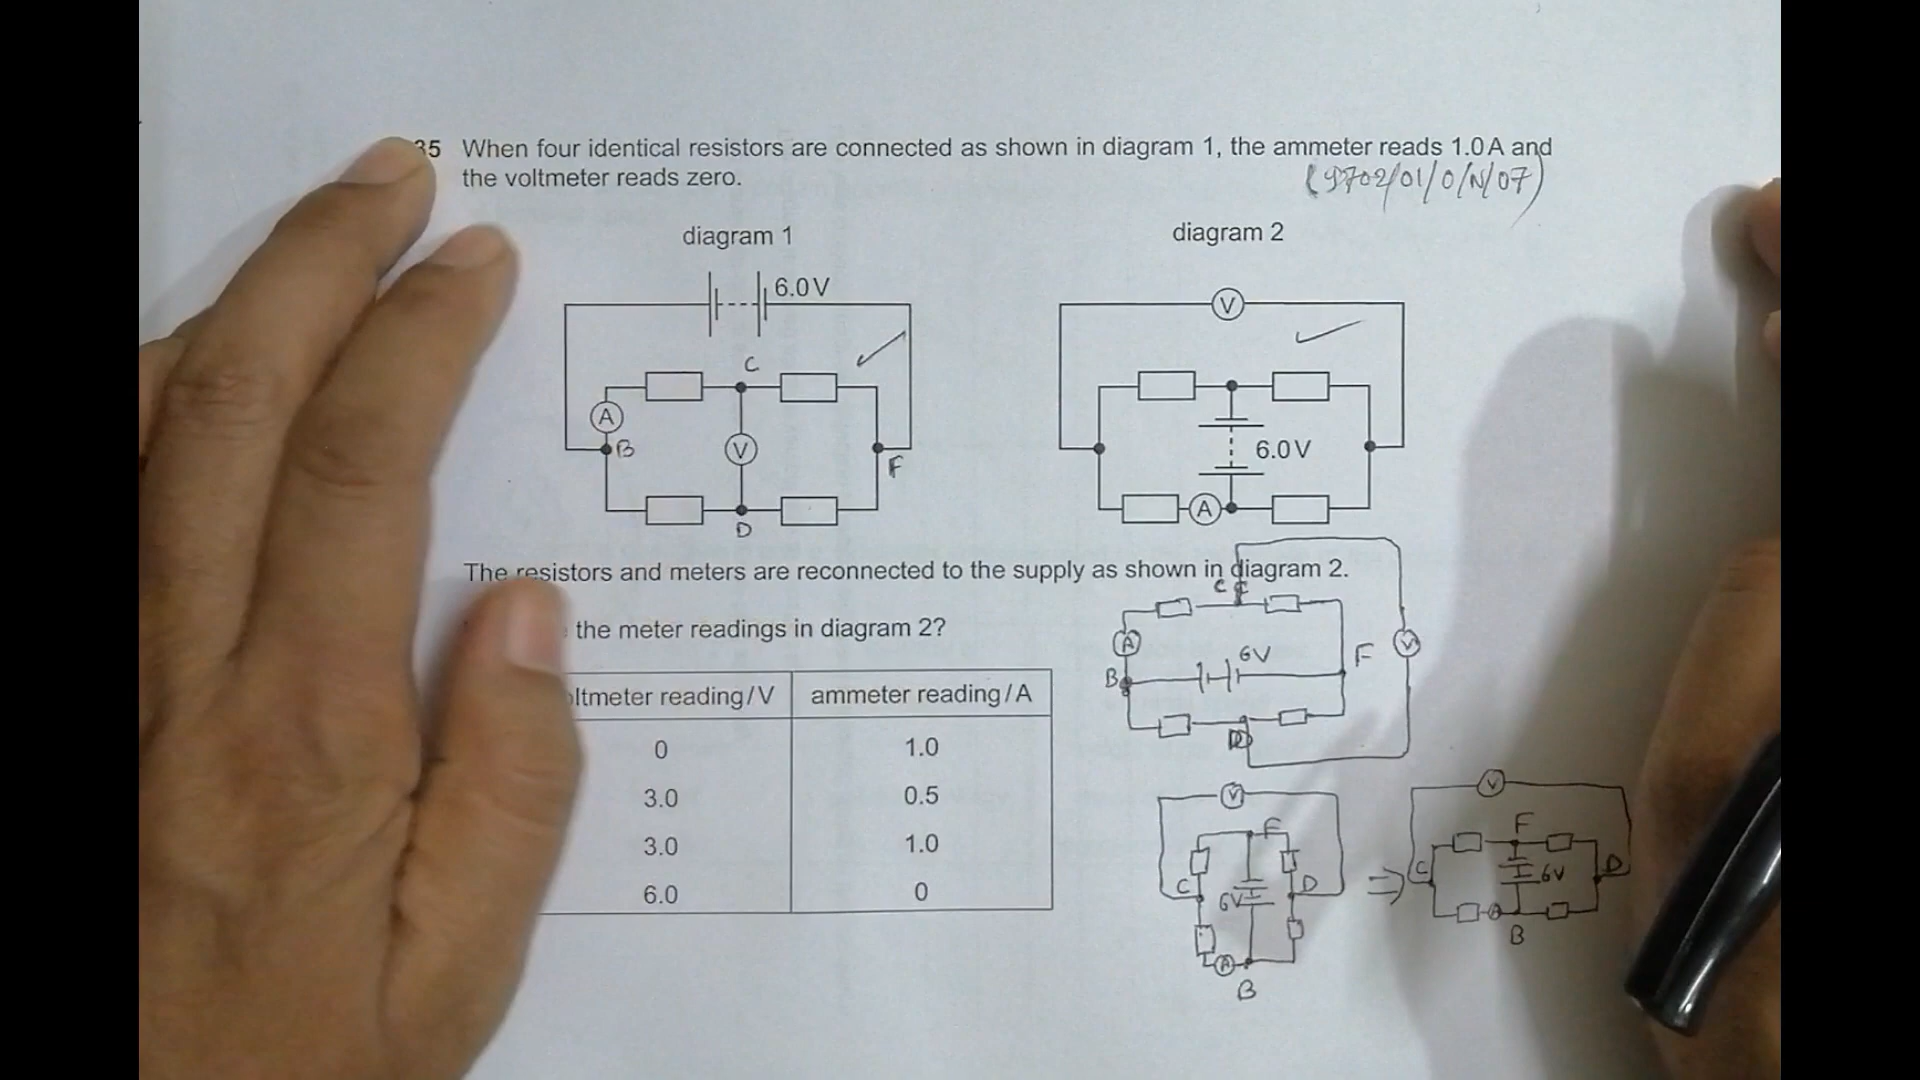 35 When four identical resistors are connected as shown in diagram 1, the ammeter reads 1.0 A and
the voltmeter reads zero.
(9702/01/O/N/07)
diagram 1
diagram 2
6.0 V
C
A
B
V
F
D
V
6.0 V
A
The resistors and meters are reconnected to the supply as shown in diagram 2.
the meter readings in diagram 2?
ltmeter reading/V ammeter reading/A
0 1.0
3.0 0.5
3.0 1.0
6.0 0
C
A
B
6V
F
V
D
V
F
C
D
6V
A
B
V
F
C
D
6V
A
B